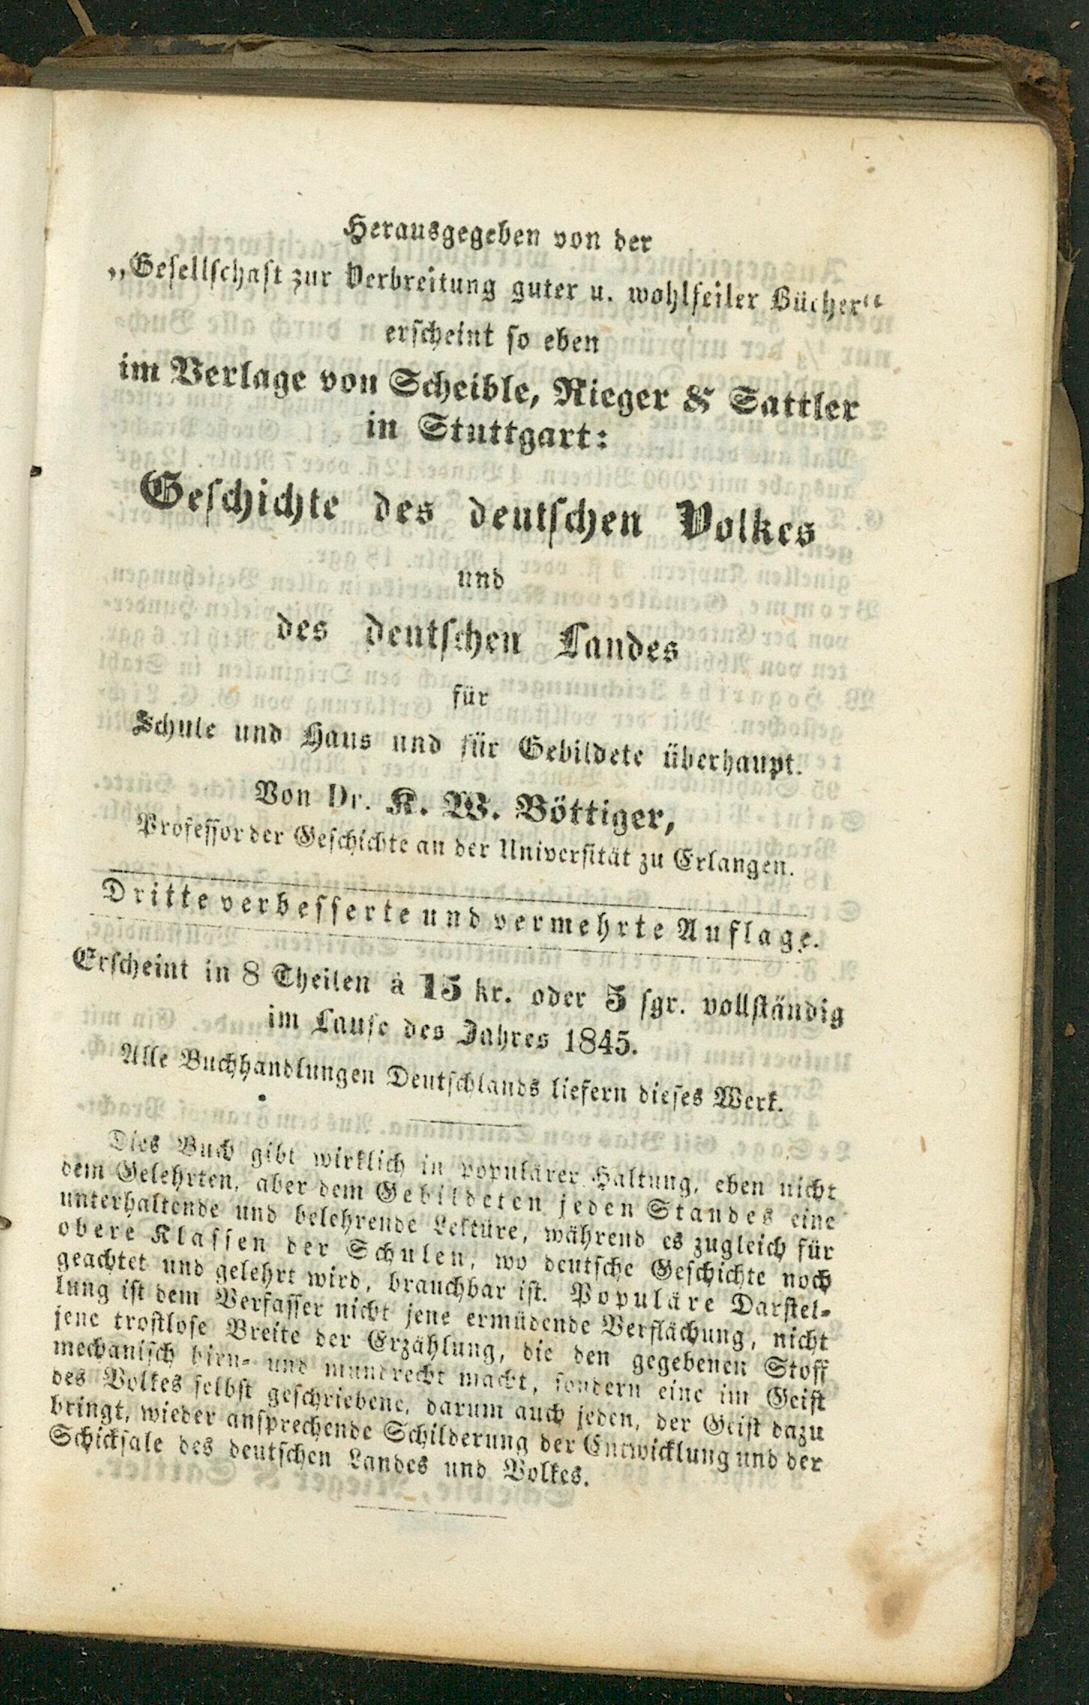 Herausgegeben von der
„Gesellschaft zur Verbreitung guter u. wohlfeiler Bücher“
erscheint so eben
im Verlage von Scheible, Rieger & Sattler
in Stuttgart:
Geschichte des deutschen Volkes
und
des deutschen Landes
für
Schule und Haus und für Gebildete überhaupt.
Von Dr. K. W. Böttiger,
Professor der Geschichte an der Universität zu Erlangen.
Dritte verbesserte und vermehrte Auflage.
Erscheint in 8 Theilen à 15 kr. oder 5 sgr. vollständig
im Laufe des Jahres 1845.
Alle Buchhandlungen Deutschlands liefern dieses Werk.
Dies Buch gibt wirklich in populärer Haltung, eben nicht
dem Gelehrten, aber dem Gebildeten jeden Standes eine
unterhaltende und belehrende Lektüre, während es zugleich für
obere Klassen der Schulen, wo deutsche Geschichte noch
geachtet und gelehrt wird, brauchbar ist. Populäre Darstel-
lung ist dem Verfasser nicht jene ermüdende Verflächung, nicht
jene trostlose Breite der Erzählung, die den gegebenen Stoff
mechanisch hirn- und mundrecht macht, sondern eine im Geist
des Volkes selbst geschriebene, darum auch jeden, der Geist dazu
bringt, wieder ansprechende Schilderung der Entwicklung und der
Schicksale des deutschen Landes und Volkes.